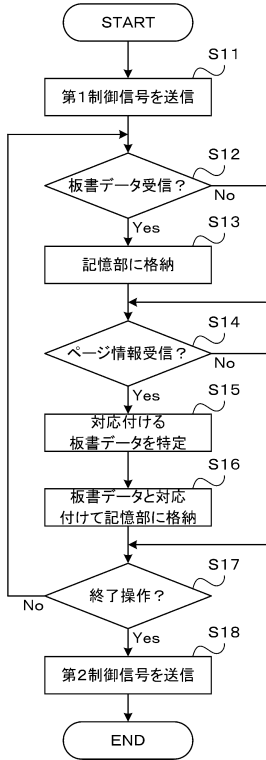 START
S11
第1制御信号を送信
S12
板書データ受信？
No
Yes
S13
記憶部に格納
S14
ページ情報受信？
No
Yes
S15
対応付ける
板書データを特定
S16
板書データと対応
付けて記憶部に格納
S17
終了操作？
No
Yes
S18
第2制御信号を送信
END